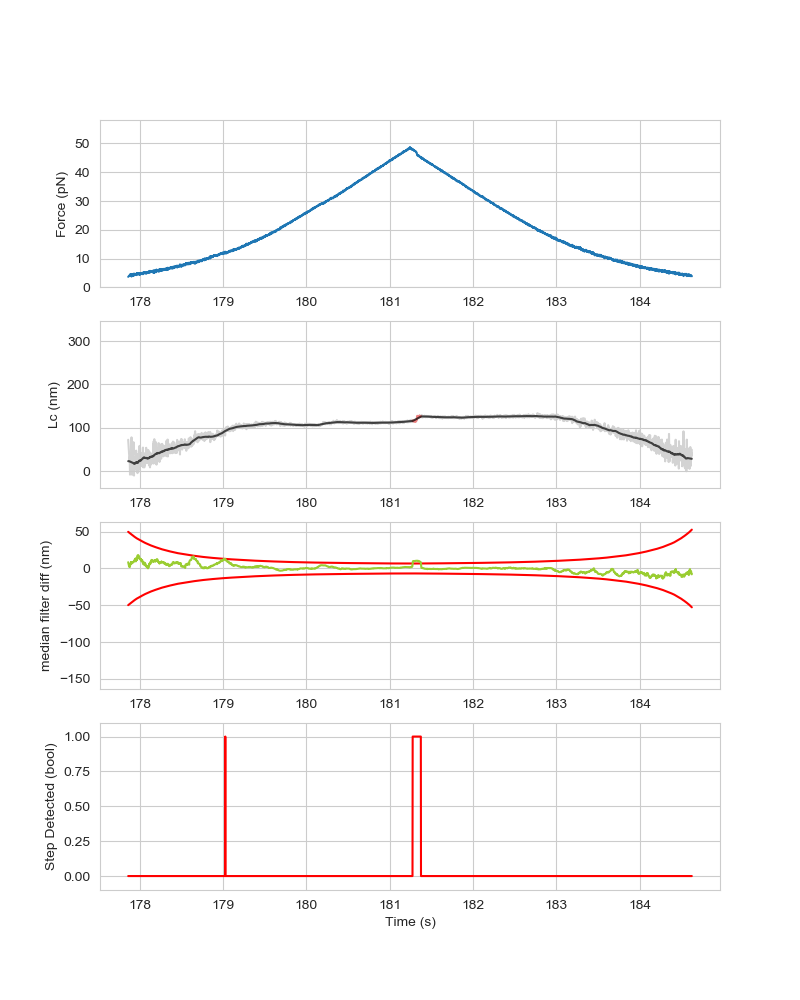 Force (pN)
50
40
30
20
10
0
178 179 180 181 182 183 184
Lc (nm)
300
200
100
0
178 179 180 181 182 183 184
median filter diff (nm)
50
0
−50
−100
−150
178 179 180 181 182 183 184
Step Detected (bool)
1.00
0.75
0.50
0.25
0.00
178 179 180 181 182 183 184
Time (s)